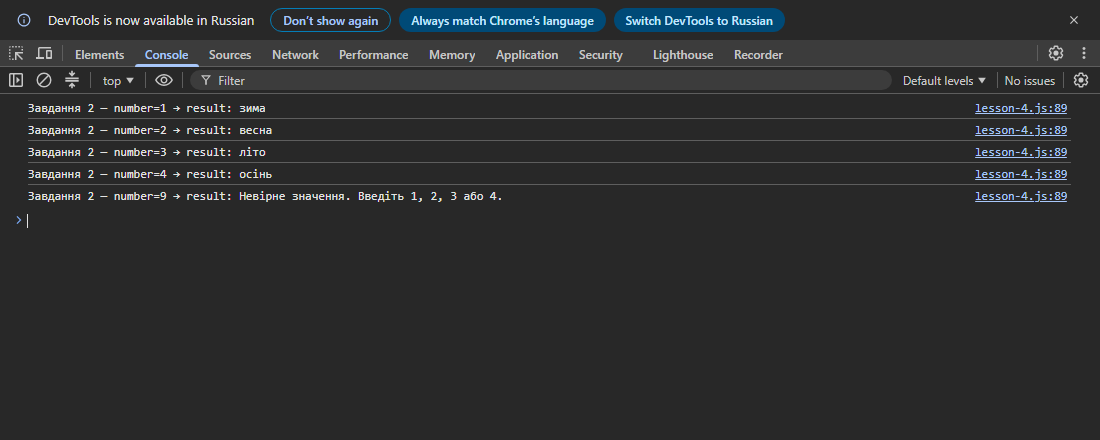 DevTools is now available in Russian Don't show again Always match Chrome's language Switch DevTools to Russian
Elements Console Sources Network Performance Memory Application Security Lighthouse Recorder
top Filter Default levels No issues
Завдання 2 — number=1 → result: зима lesson-4.js:89
Завдання 2 — number=2 → result: весна lesson-4.js:89
Завдання 2 — number=3 → result: літо lesson-4.js:89
Завдання 2 — number=4 → result: осінь lesson-4.js:89
Завдання 2 — number=9 → result: Невірне значення. Введіть 1, 2, 3 або 4. lesson-4.js:89